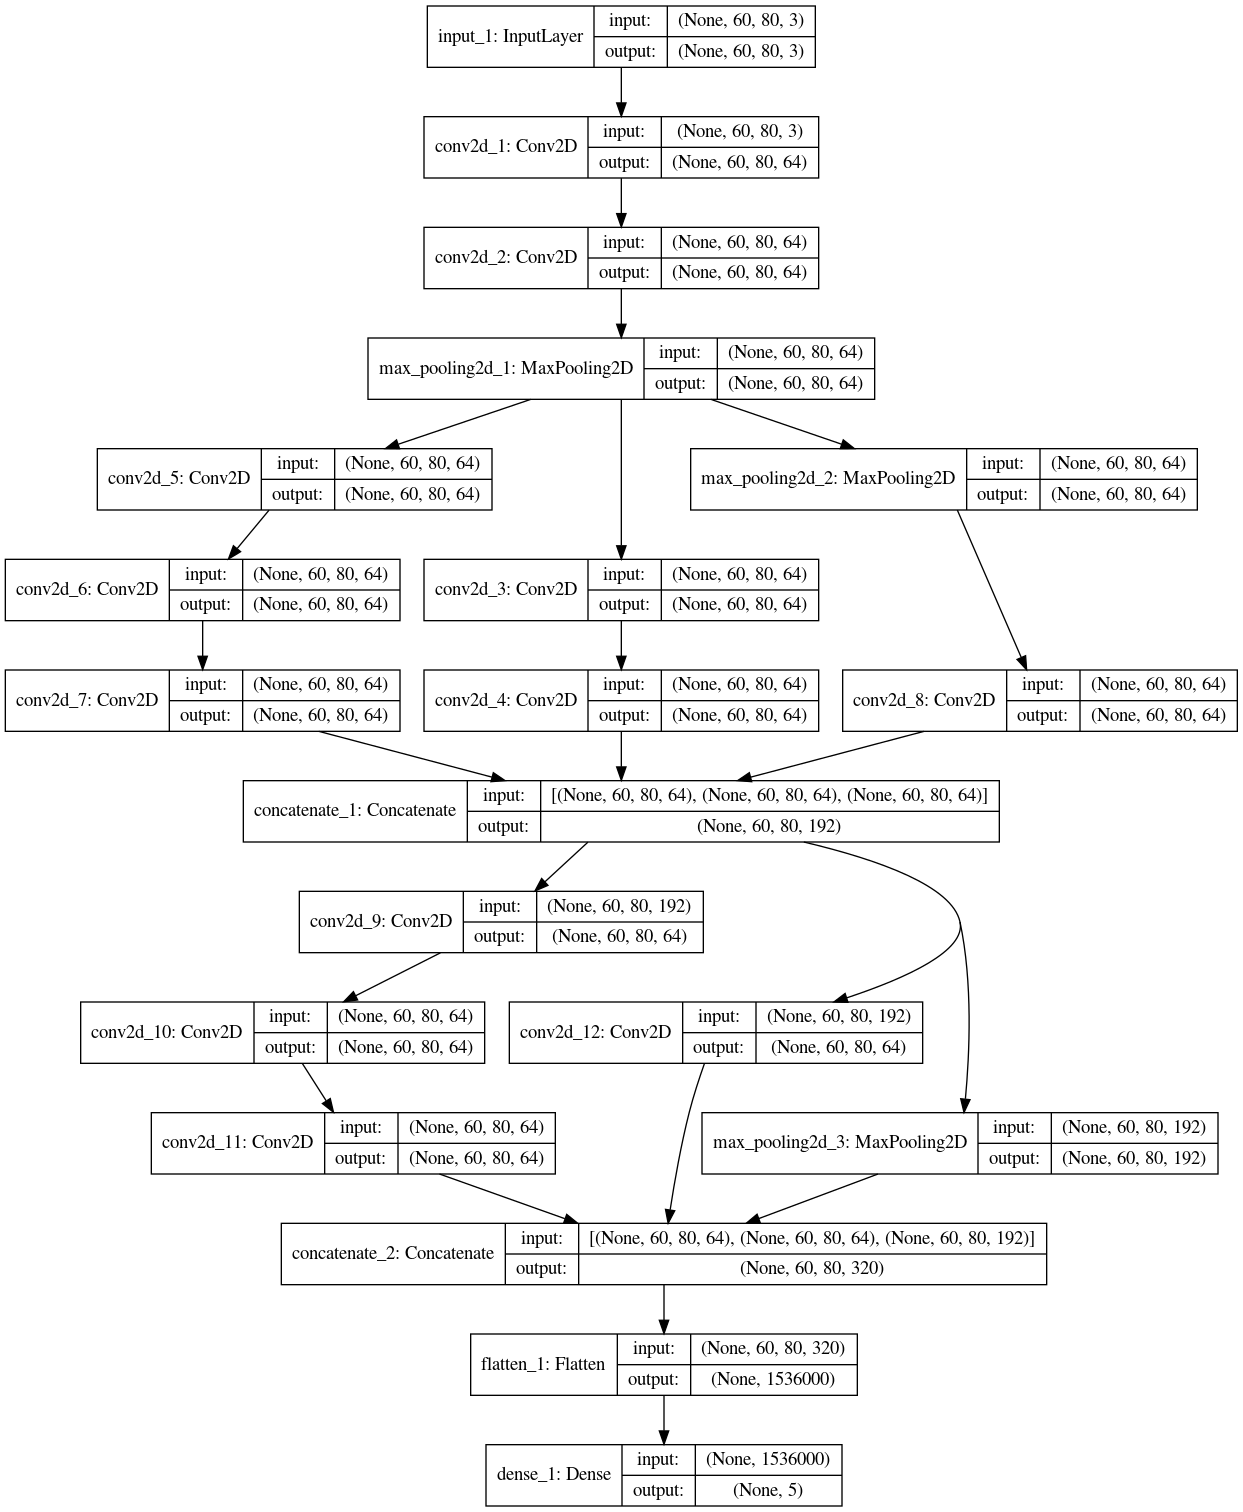 input_1: InputLayer
input: (None, 60, 80, 3)
output: (None, 60, 80, 3)
conv2d_1: Conv2D
input: (None, 60, 80, 3)
output: (None, 60, 80, 64)
conv2d_2: Conv2D
input: (None, 60, 80, 64)
output: (None, 60, 80, 64)
max_pooling2d_1: MaxPooling2D
input: (None, 60, 80, 64)
output: (None, 60, 80, 64)
conv2d_5: Conv2D
input: (None, 60, 80, 64)
output: (None, 60, 80, 64)
max_pooling2d_2: MaxPooling2D
input: (None, 60, 80, 64)
output: (None, 60, 80, 64)
conv2d_6: Conv2D
input: (None, 60, 80, 64)
output: (None, 60, 80, 64)
conv2d_3: Conv2D
input: (None, 60, 80, 64)
output: (None, 60, 80, 64)
conv2d_7: Conv2D
input: (None, 60, 80, 64)
output: (None, 60, 80, 64)
conv2d_4: Conv2D
input: (None, 60, 80, 64)
output: (None, 60, 80, 64)
conv2d_8: Conv2D
input: (None, 60, 80, 64)
output: (None, 60, 80, 64)
concatenate_1: Concatenate
input: [(None, 60, 80, 64), (None, 60, 80, 64), (None, 60, 80, 64)]
output: (None, 60, 80, 192)
conv2d_9: Conv2D
input: (None, 60, 80, 192)
output: (None, 60, 80, 64)
conv2d_10: Conv2D
input: (None, 60, 80, 64)
output: (None, 60, 80, 64)
conv2d_12: Conv2D
input: (None, 60, 80, 192)
output: (None, 60, 80, 64)
conv2d_11: Conv2D
input: (None, 60, 80, 64)
output: (None, 60, 80, 64)
max_pooling2d_3: MaxPooling2D
input: (None, 60, 80, 192)
output: (None, 60, 80, 192)
concatenate_2: Concatenate
input: [(None, 60, 80, 64), (None, 60, 80, 64), (None, 60, 80, 192)]
output: (None, 60, 80, 320)
flatten_1: Flatten
input: (None, 60, 80, 320)
output: (None, 1536000)
dense_1: Dense
input: (None, 1536000)
output: (None, 5)